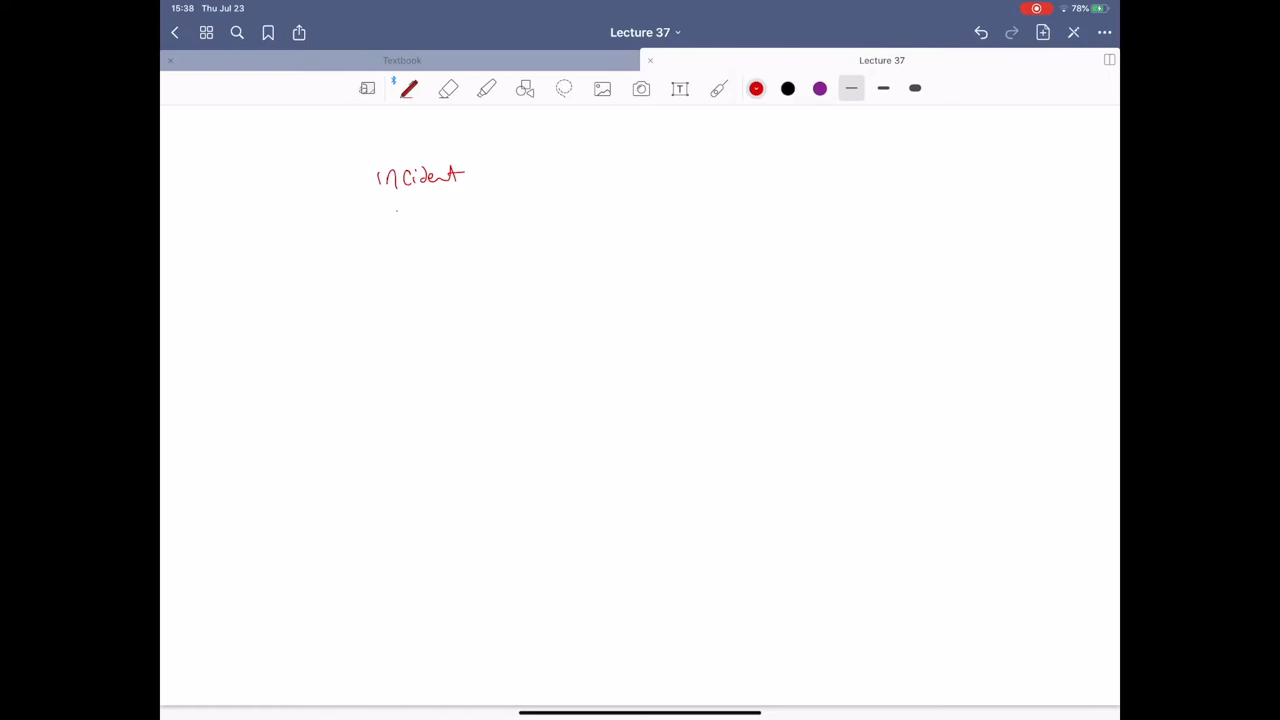 15:38 Thu Jul 23 78%
Lecture 37
Textbook Lecture 37
T
incident